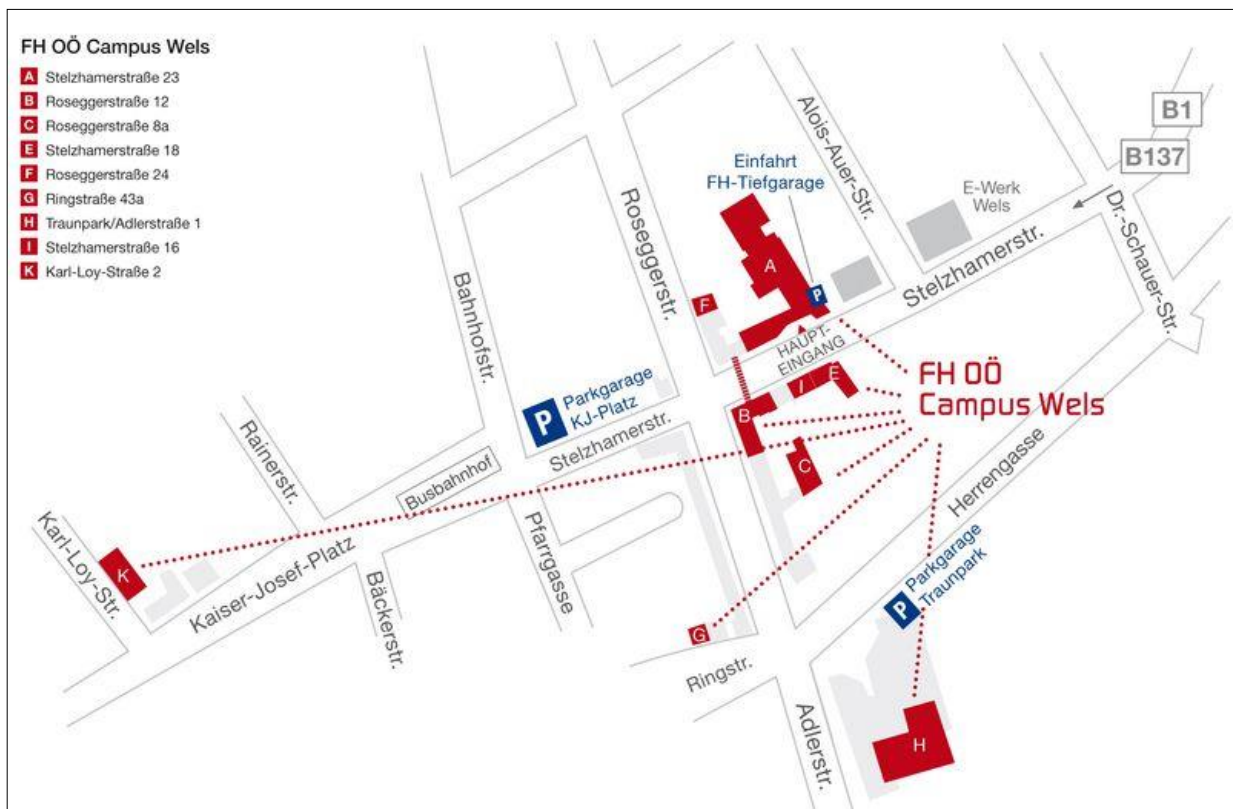 FH OÖ Campus Wels
A Stelzhamerstraße 23
B Roseggerstraße 12
C Roseggerstraße 8a
E Stelzhamerstraße 18
F Roseggerstraße 24
G Ringstraße 43a
H Traunpark/Adlerstraße 1
I Stelzhamerstraße 16
K Karl-Loy-Straße 2
B1
B137
Alois-Auer-Str.
Einfahrt
FH-Tiefgarage
E-Werk
Wels
Dr.-Schauer-Str.
Roseggerstr.
Bahnhofstr.
A
P
F
Stelzhamerstr.
HAUPT-
EINGANG
FH OÖ
Campus Wels
I
E
B
C
P
Parkgarage
KJ-Platz
Stelzhamerstr.
Rainerstr.
Busbahnhof
Herrengasse
Karl-Loy-Str.
K
Kaiser-Josef-Platz
Pfarrgasse
Bäckerstr.
P
Parkgarage
Traunpark
G
Ringstr.
Adlerstr.
H